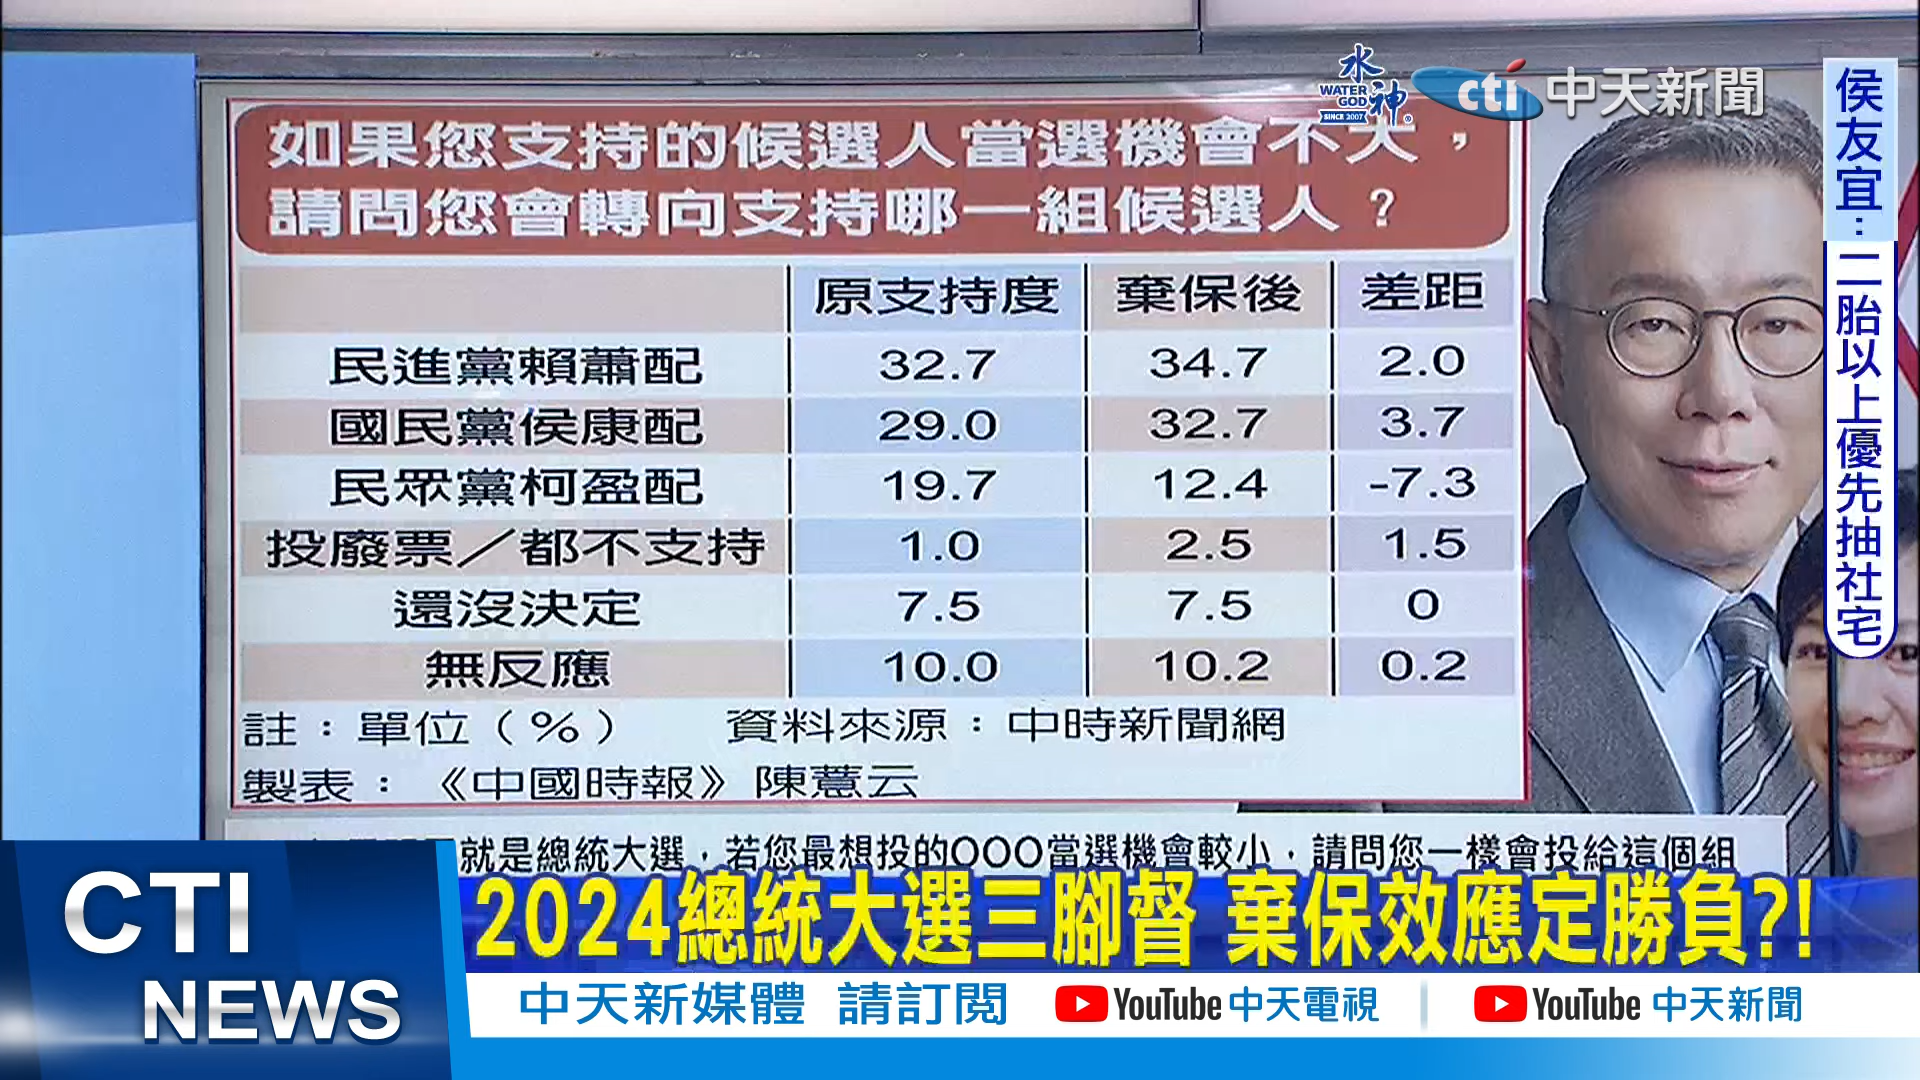 水神
WATER GOD
SINCE 2007
cti 中天新聞
如果您支持的候選人當選機會不大，
請問您會轉向支持哪一組候選人？
原支持度 棄保後 差距
民進黨賴蕭配 32.7 34.7 2.0
國民黨侯康配 29.0 32.7 3.7
民眾黨柯盈配 19.7 12.4 -7.3
投廢票／都不支持 1.0 2.5 1.5
還沒決定 7.5 7.5 0
無反應 10.0 10.2 0.2
註：單位（%） 資料來源：中時新聞網
製表：《中國時報》陳薏云
侯友宜：二胎以上優先抽社宅
就是總統大選，若您最想投的OOO當選機會較小，請問您一樣會投給這個組
2024總統大選三腳督 棄保效應定勝負?!
CTI
NEWS
中天新媒體 請訂閱 YouTube 中天電視 | YouTube 中天新聞